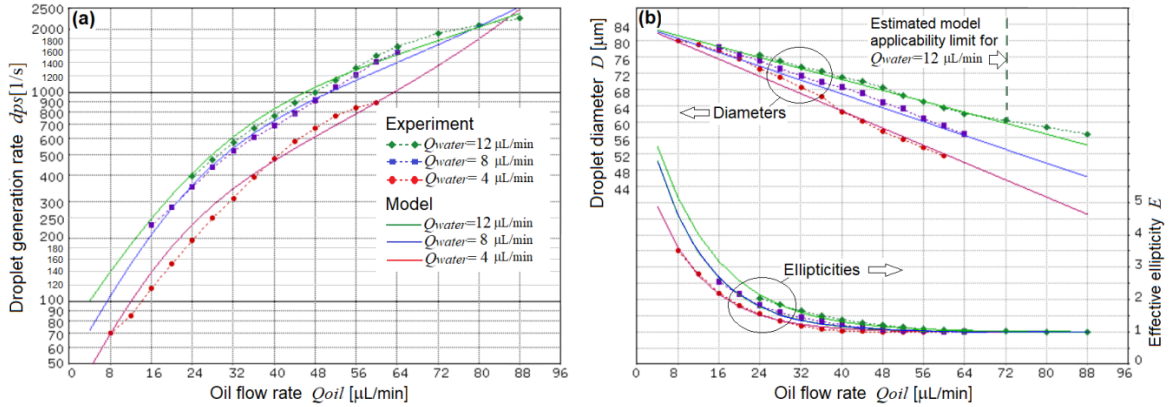 (a)
Droplet generation rate dps[1/s]
2500
2000
1800
1600
1400
1200
1000
900
800
700
600
500
400
300
250
200
180
160
140
120
100
90
80
70
60
50
Experiment
Qwater=12 µL/min
Qwater=8 µL/min
Qwater=4 µL/min
Model
Qwater=12 µL/min
Qwater=8 µL/min
Qwater=4 µL/min
0 8 16 24 32 40 48 56 64 72 80 88 96
Oil flow rate Qoil [µL/min]
(b)
Droplet diameter D [µm]
84
80
76
72
68
64
60
56
52
48
44
Estimated model
applicability limit for
Qwater=12 µL/min
Diameters
Ellipticities
Effective ellipticity E
5
4
3
2
1
0
0 8 16 24 32 40 48 56 64 72 80 88 96
Oil flow rate Qoil [µL/min]